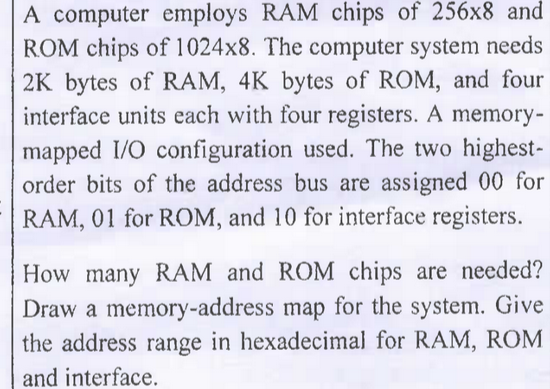 A computer employs RAM chips of 256x8 and
ROM chips of 1024x8. The computer system needs
2K bytes of RAM, 4K bytes of ROM, and four
interface units each with four registers. A memory-
mapped I/O configuration used. The two highest-
order bits of the address bus are assigned 00 for
RAM, 01 for ROM, and 10 for interface registers.
How many RAM and ROM chips are needed?
Draw a memory-address map for the system. Give
the address range in hexadecimal for RAM, ROM
and interface.